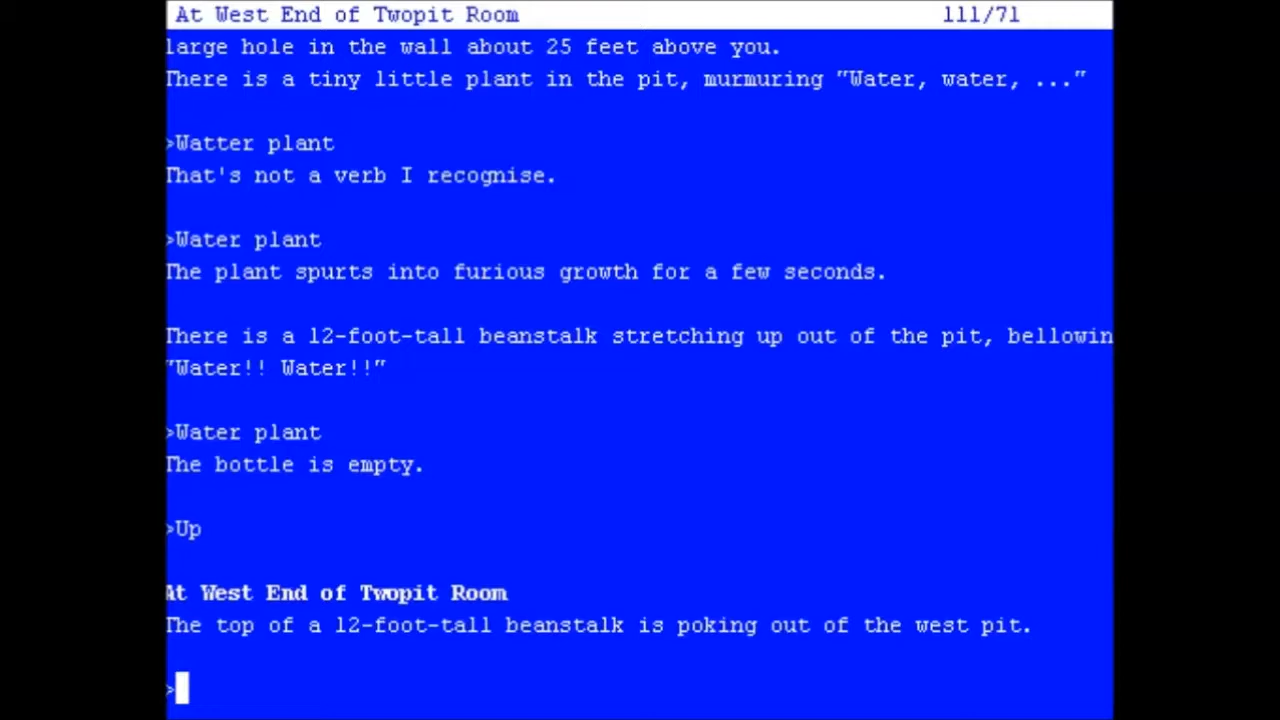 At West End of Twopit Room 111/71
large hole in the wall about 25 feet above you.
There is a tiny little plant in the pit, murmuring "Water, water, ..."
>Watter plant
That's not a verb I recognise.
>Water plant
The plant spurts into furious growth for a few seconds.
There is a 12-foot-tall beanstalk stretching up out of the pit, bellowin
"Water!! Water!!"
>Water plant
The bottle is empty.
>Up
At West End of Twopit Room
The top of a 12-foot-tall beanstalk is poking out of the west pit.
>